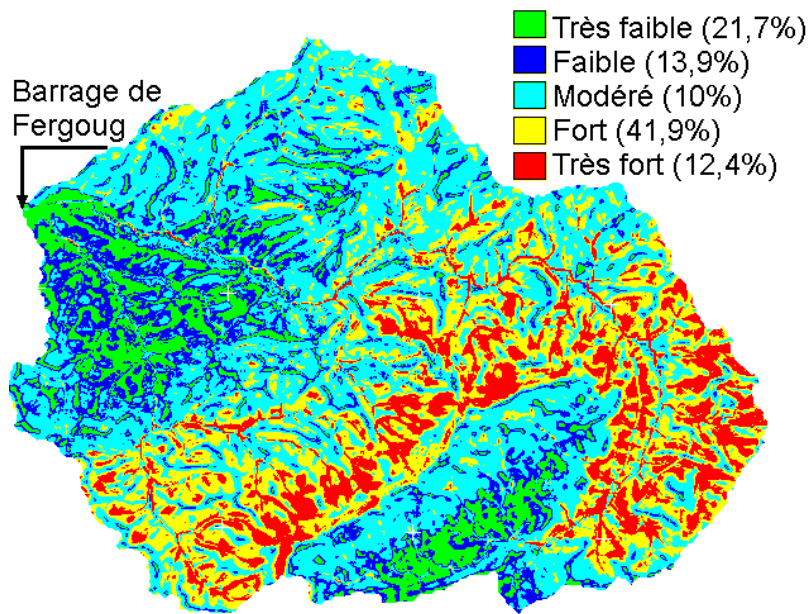 Très faible (21,7%)
Faible (13,9%)
Modéré (10%)
Fort (41,9%)
Très fort (12,4%)
Barrage de
Fergoug